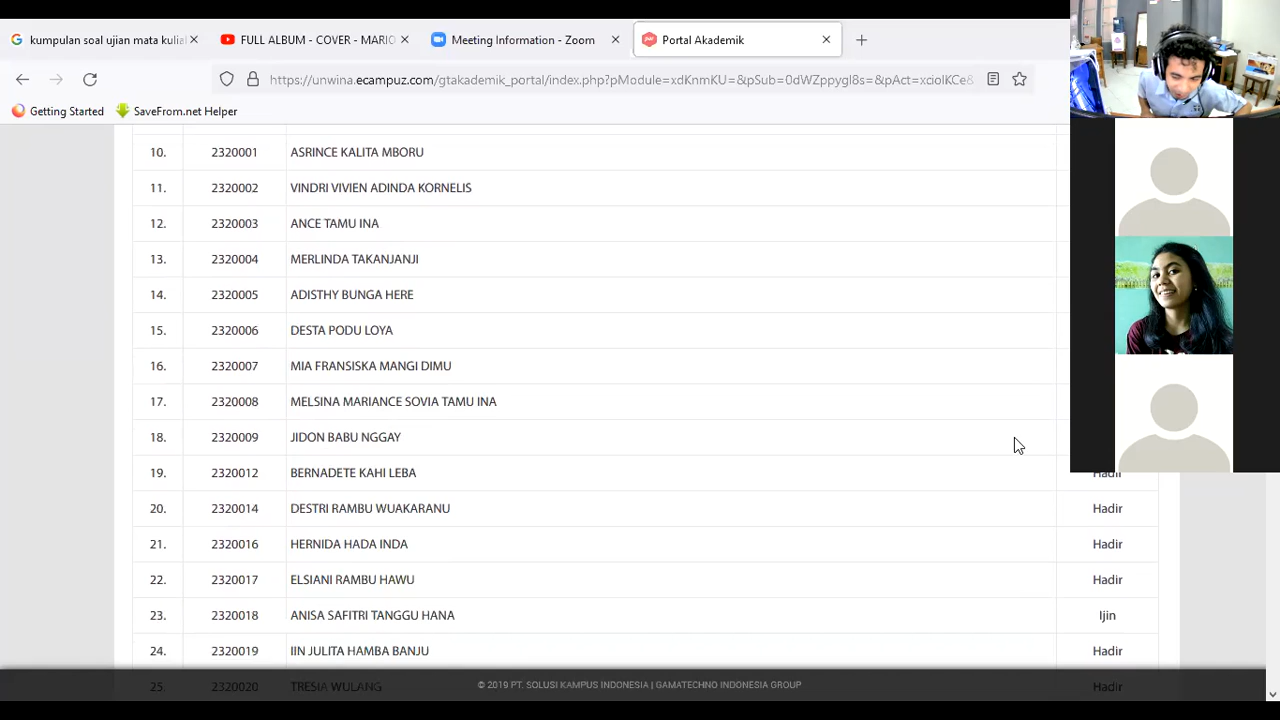 kumpulan soal ujian mata kulia
FULL ALBUM - COVER - MARIO
Meeting Information - Zoom
Portal Akademik
https://unwina.ecampuz.com/gtakademik_portal/index.php?pModule=xdKnmKU=&pSub=0dWZppygl8s=&pAct=xciolKCe&
Getting Started
SaveFrom.net Helper
10. 2320001 ASRINCE KALITA MBORU
11. 2320002 VINDRI VIVIEN ADINDA KORNELIS
12. 2320003 ANCE TAMU INA
13. 2320004 MERLINDA TAKANJANJI
14. 2320005 ADISTHY BUNGA HERE
15. 2320006 DESTA PODU LOYA
16. 2320007 MIA FRANSISKA MANGI DIMU
17. 2320008 MELSINA MARIANCE SOVIA TAMU INA
18. 2320009 JIDON BABU NGGAY
19. 2320012 BERNADETE KAHI LEBA Hadir
20. 2320014 DESTRI RAMBU WUAKARANU Hadir
21. 2320016 HERNIDA HADA INDA Hadir
22. 2320017 ELSIANI RAMBU HAWU Hadir
23. 2320018 ANISA SAFITRI TANGGU HANA Ijin
24. 2320019 IIN JULITA HAMBA BANJU Hadir
25. 2320020 TRESIA WULANG Hadir
© 2019 PT. SOLUSI KAMPUS INDONESIA | GAMATECHNO INDONESIA GROUP